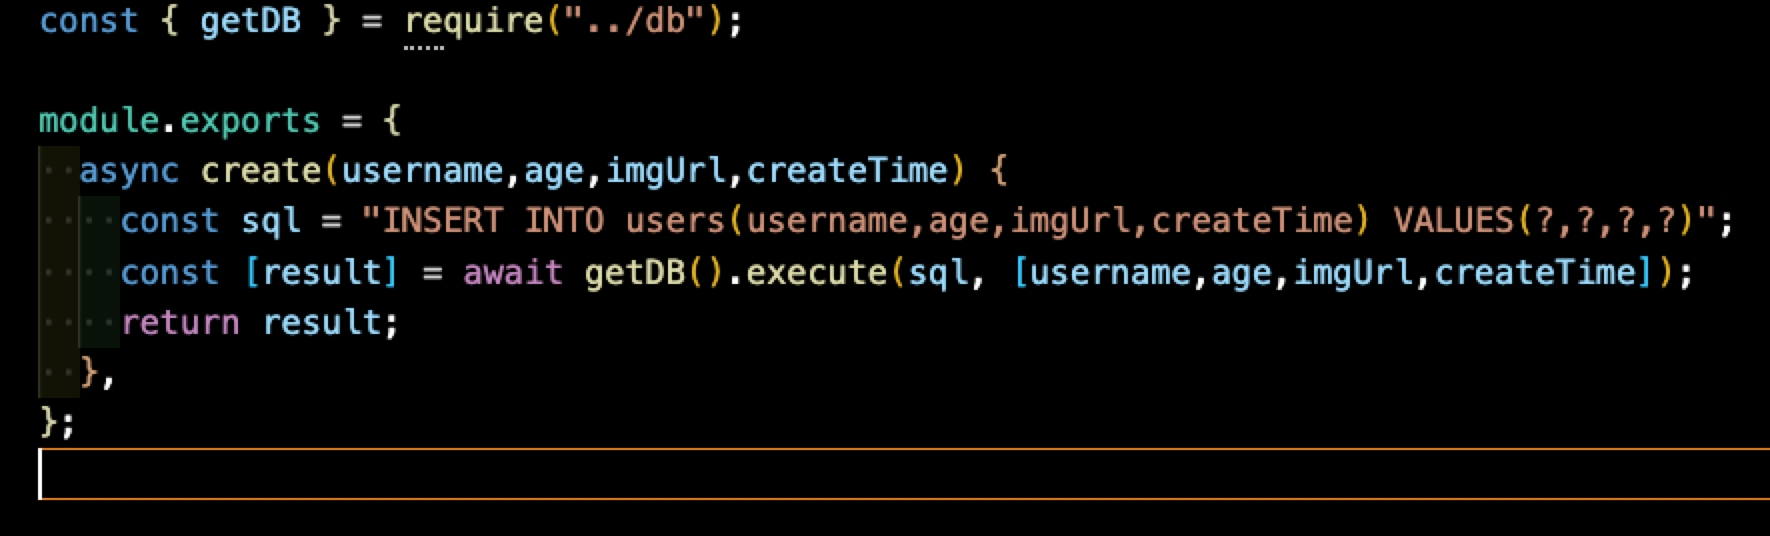 const { getDB } = require("../db");
module.exports = {
async create(username,age,imgUrl,createTime) {
const sql = "INSERT INTO users(username,age,imgUrl,createTime) VALUES(?,?,?,?)";
const [result] = await getDB().execute(sql, [username,age,imgUrl,createTime]);
return result;
},
};